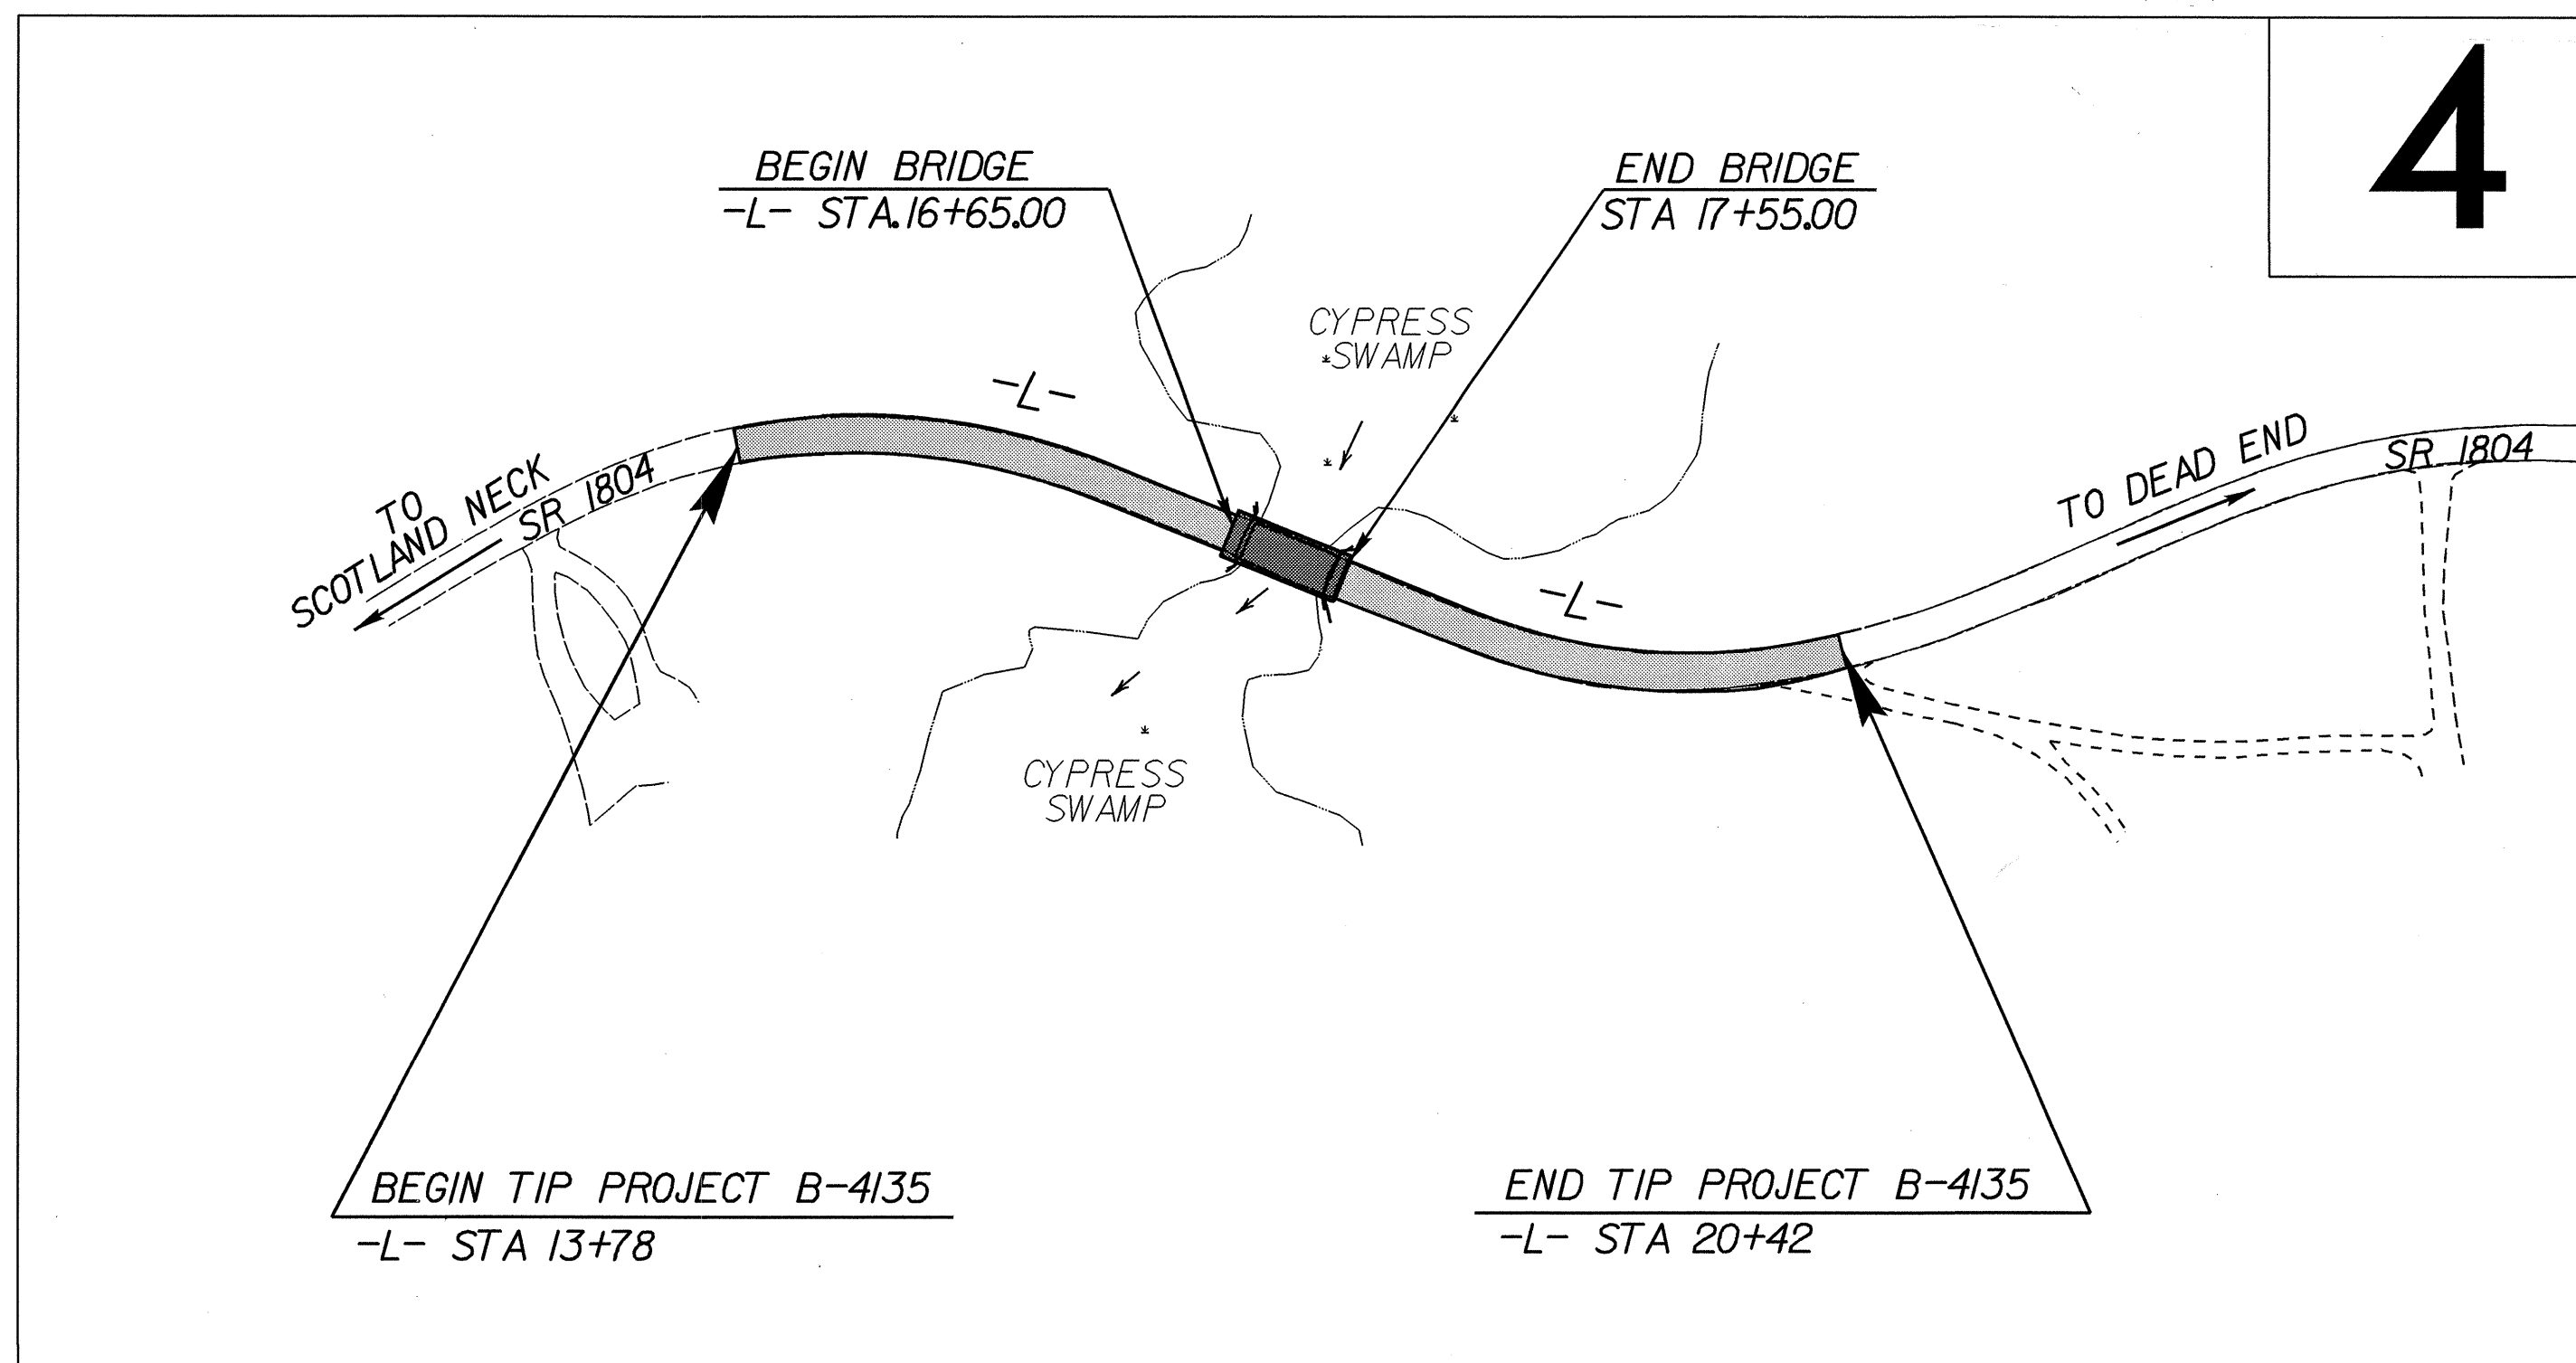 4
BEGIN BRIDGE
-L- STA.16+65.00
END BRIDGE
STA 17+55.00
CYPRESS
SWAMP
-L-
TO
SCOTLAND NECK
SR 1804
TO DEAD END
SR 1804
-L-
CYPRESS
SWAMP
BEGIN TIP PROJECT B-4135
-L- STA 13+78
END TIP PROJECT B-4135
-L- STA 20+42